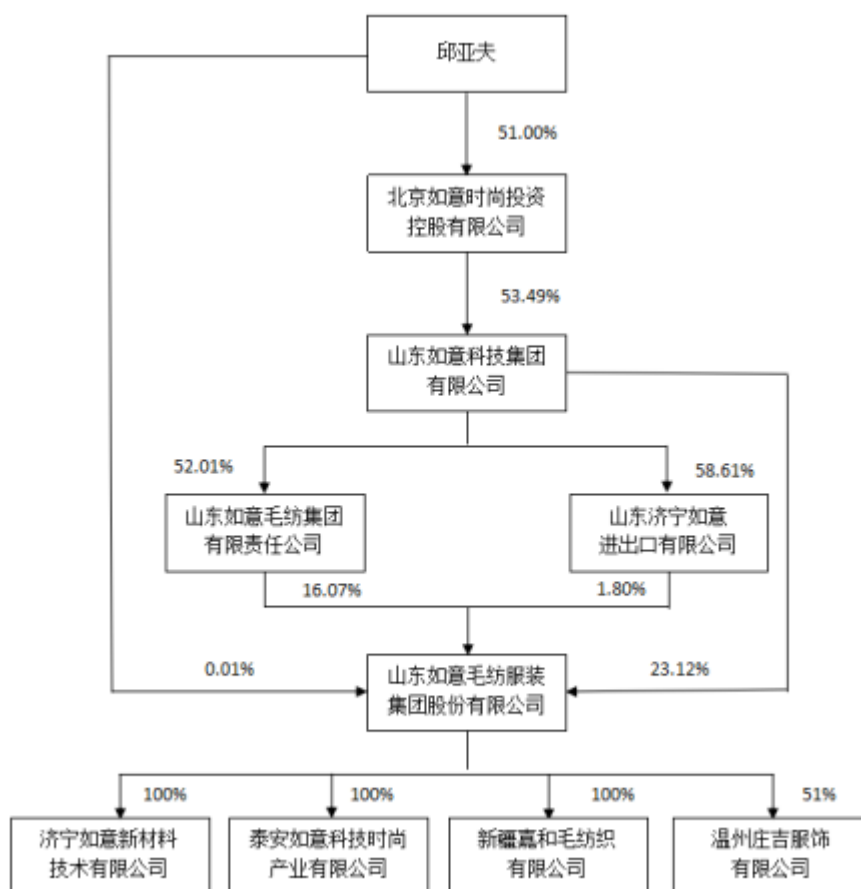 邱亚夫
51.00%
北京如意时尚投资
控股有限公司
53.49%
山东如意科技集团
有限公司
52.01%
58.61%
山东如意毛纺集团
有限责任公司
山东济宁如意
进出口有限公司
16.07%
1.80%
0.01%
山东如意毛纺服装
集团股份有限公司
23.12%
100%
100%
100%
51%
济宁如意新材料
技术有限公司
泰安如意科技时尚
产业有限公司
新疆嘉和毛纺织
有限公司
温州庄吉服饰
有限公司